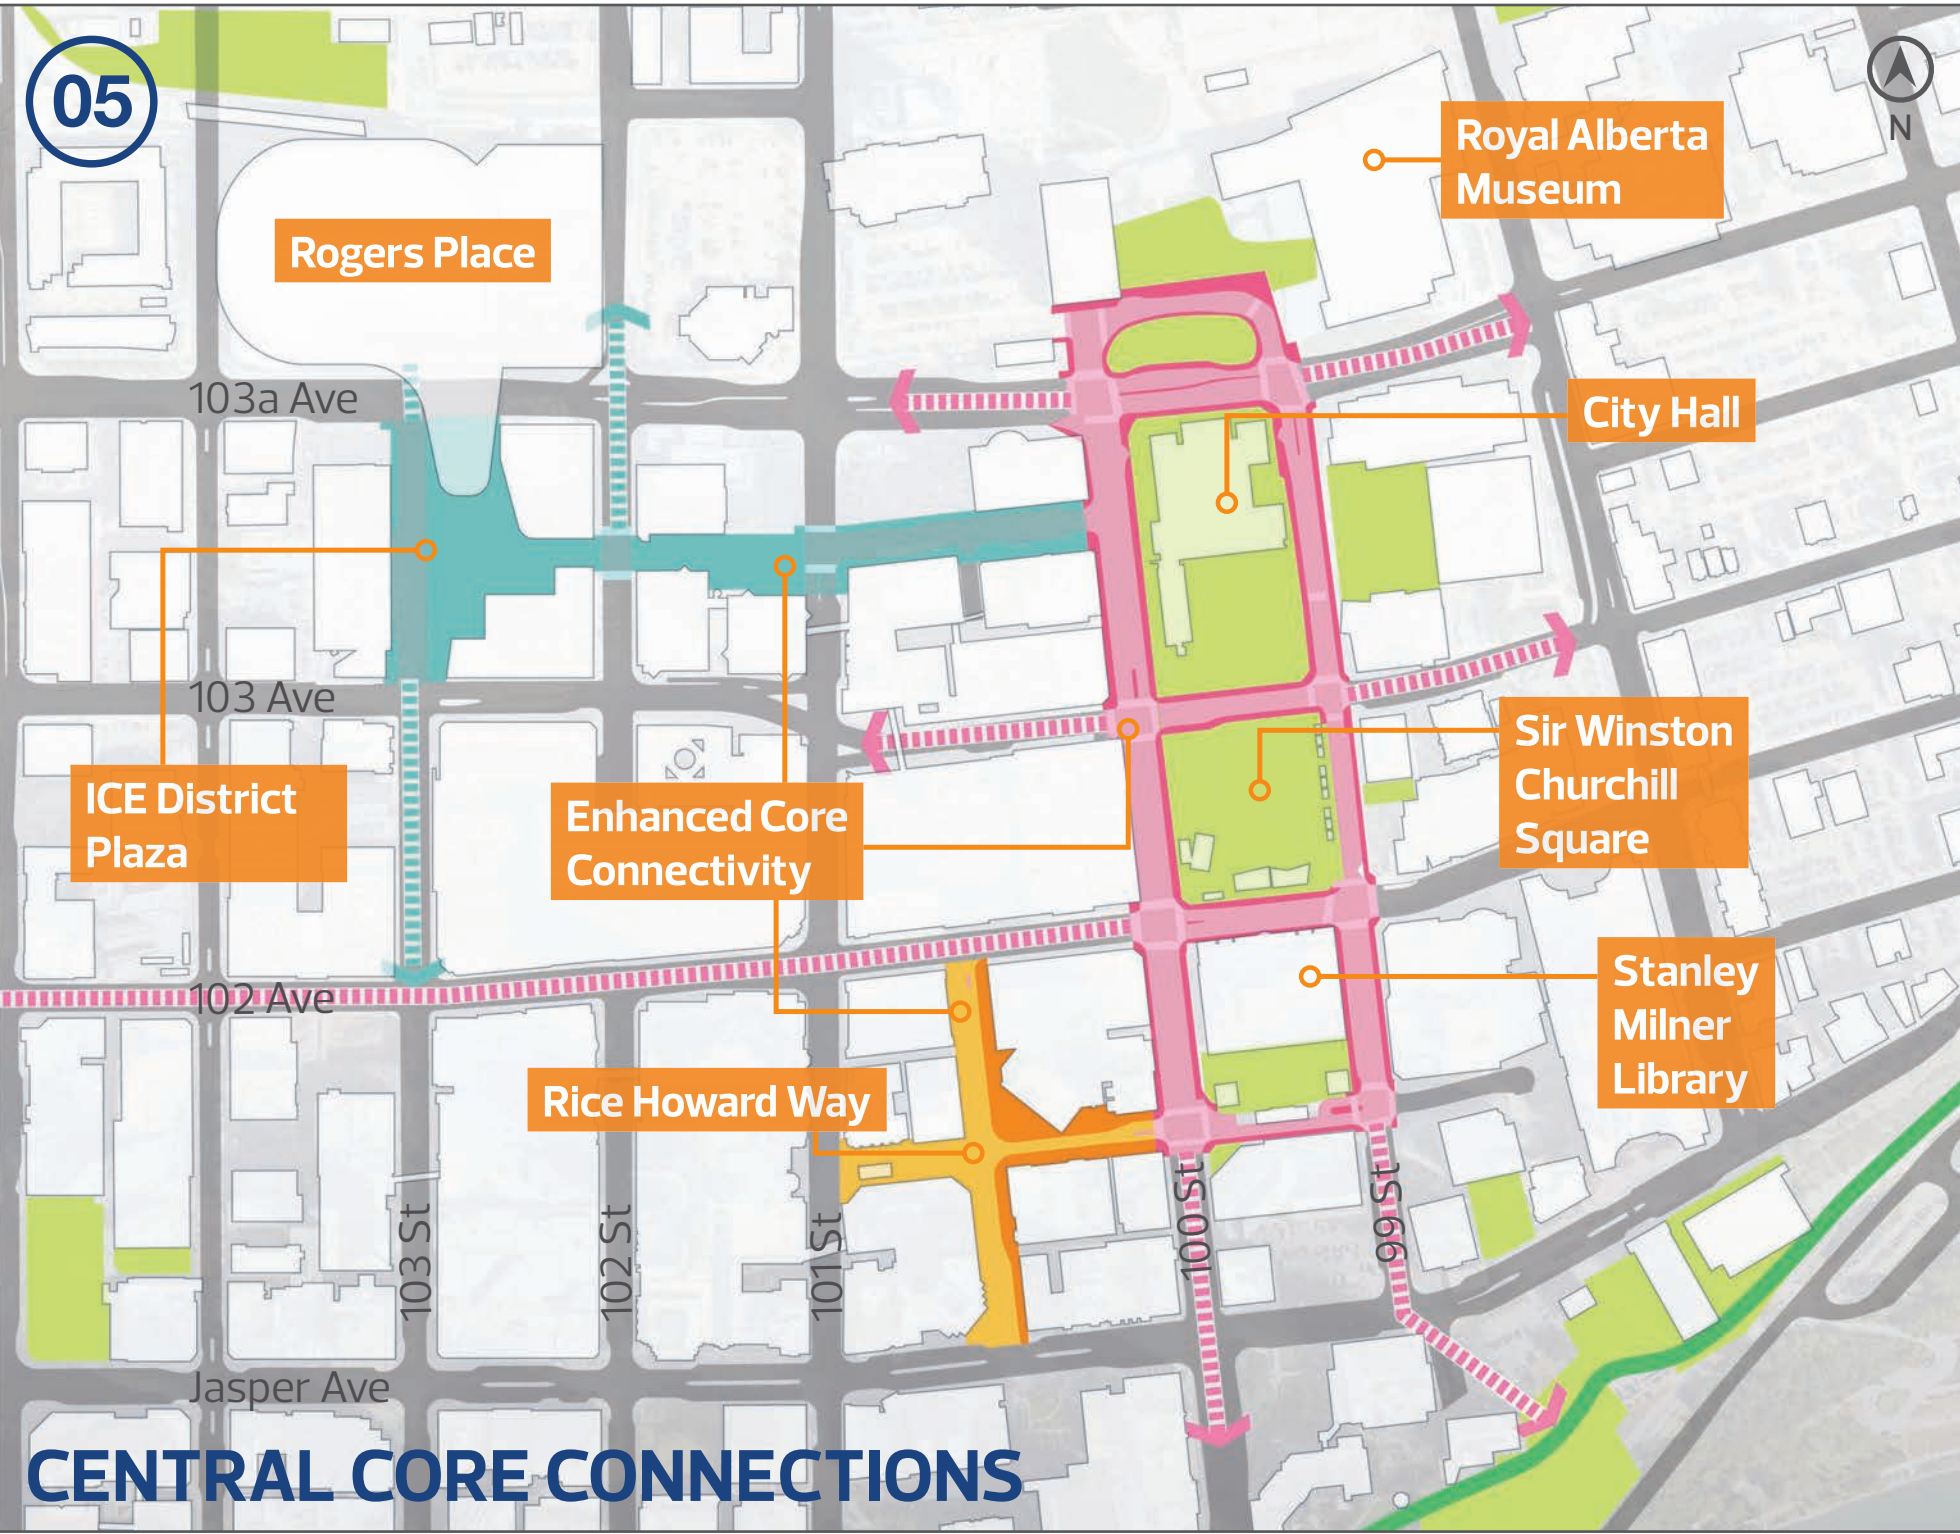 05
N
Royal Alberta
Museum
Rogers Place
103a Ave
City Hall
103 Ave
Sir Winston
Churchill
Square
ICE District
Plaza
Enhanced Core
Connectivity
Stanley
Milner
Library
102 Ave
Rice Howard Way
103 St
102 St
101 St
100 St
99 St
Jasper Ave
CENTRAL CORE CONNECTIONS